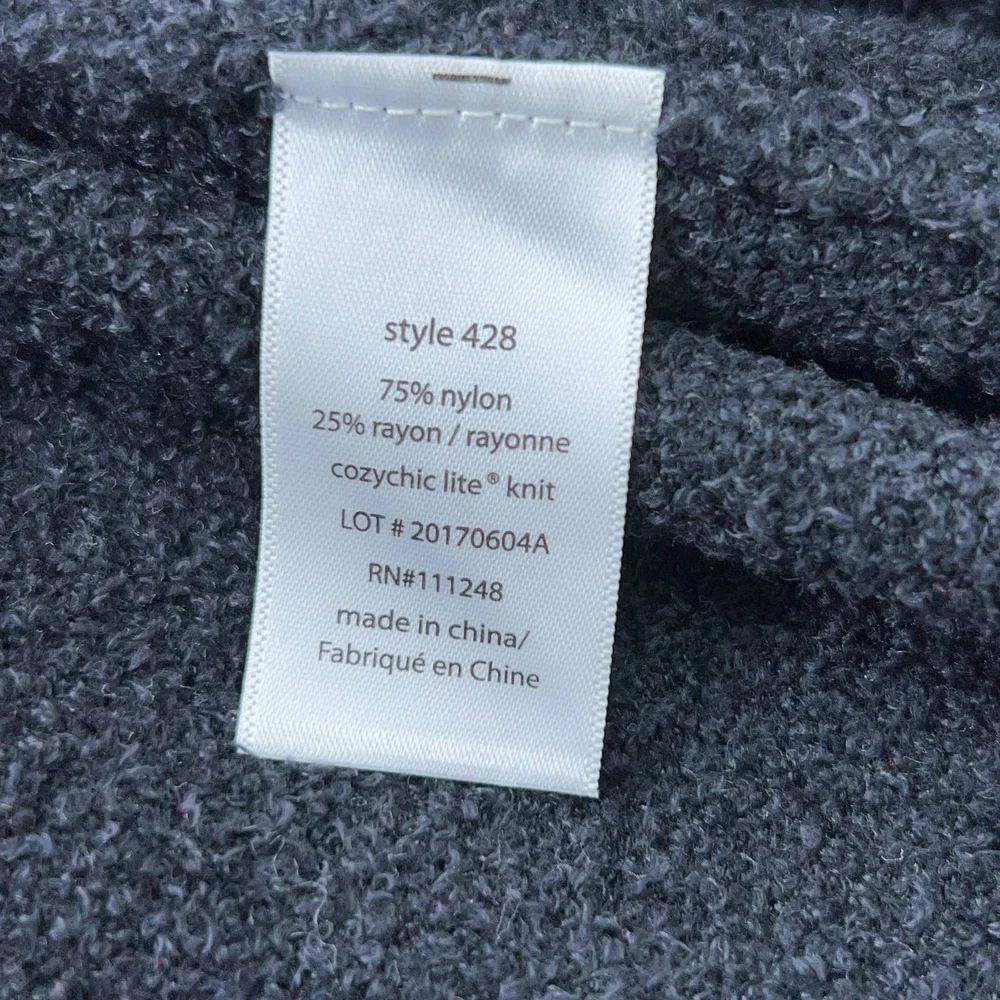 style 428
75% nylon
25% rayon / rayonne
cozychic lite® knit
LOT # 20170604A
RN#111248
made in china/
Fabriqué en Chine